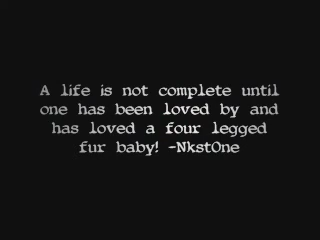 A life is not complete until
one has been loved by and
has loved a four legged
fur baby! -NkstOne